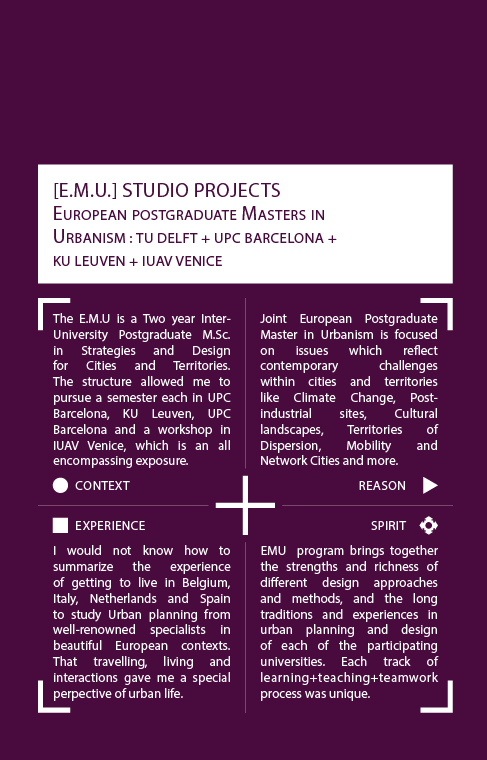 [E.M.U.] STUDIO PROJECTS
EUROPEAN POSTGRADUATE MASTERS IN
URBANISM : TU DELFT + UPC BARCELONA +
KU LEUVEN + IUAV VENICE
The E.M.U is a Two year Inter-
University Postgraduate M.Sc.
in Strategies and Design
for Cities and Territories.
The structure allowed me to
pursue a semester each in UPC
Barcelona, KU Leuven, UPC
Barcelona and a workshop in
IUAV Venice, which is an all
encompassing exposure.
CONTEXT
Joint European Postgraduate
Master in Urbanism is focused
on issues which reflect
contemporary challenges
within cities and territories
like Climate Change, Post-
industrial sites, Cultural
landscapes, Territories of
Dispersion, Mobility and
Network Cities and more.
REASON
EXPERIENCE
I would not know how to
summarize the experience
of getting to live in Belgium,
Italy, Netherlands and Spain
to study Urban planning from
well-renowned specialists in
beautiful European contexts.
That travelling, living and
interactions gave me a special
perpective of urban life.
SPIRIT
EMU program brings together
the strengths and richness of
different design approaches
and methods, and the long
traditions and experiences in
urban planning and design
of each of the participating
universities. Each track of
learning+teaching+teamwork
process was unique.